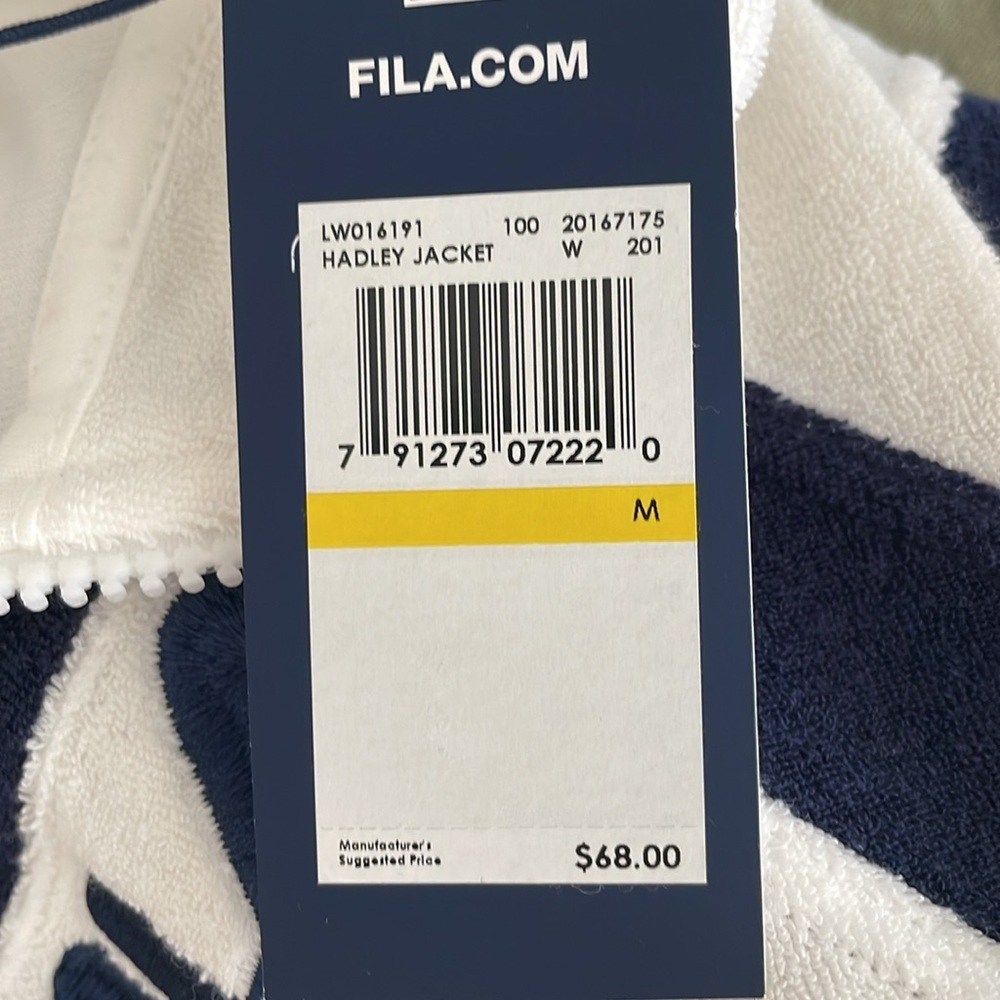 FILA.COM
LW016191 100 20167175
HADLEY JACKET W 201
7 91273 07222 0
M
Manufacturer's
Suggested Price $68.00